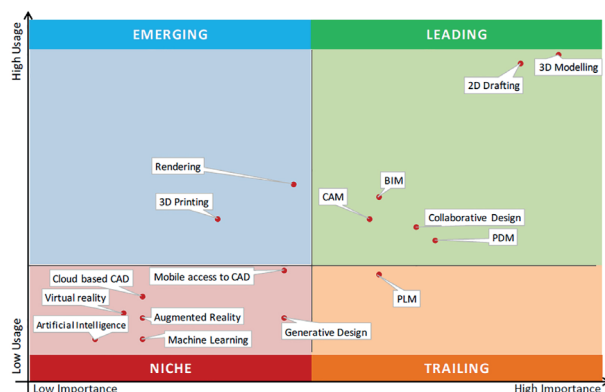 High Usage
EMERGING
LEADING
3D Modelling
2D Drafting
Rendering
BIM
3D Printing
CAM
Collaborative Design
PDM
Mobile access to CAD
Cloud based CAD
Virtual reality
PLM
Artificial Intelligence
Augmented Reality
Generative Design
Machine Learning
Low Usage
NICHE
TRAILING
Low Importance
High Importance